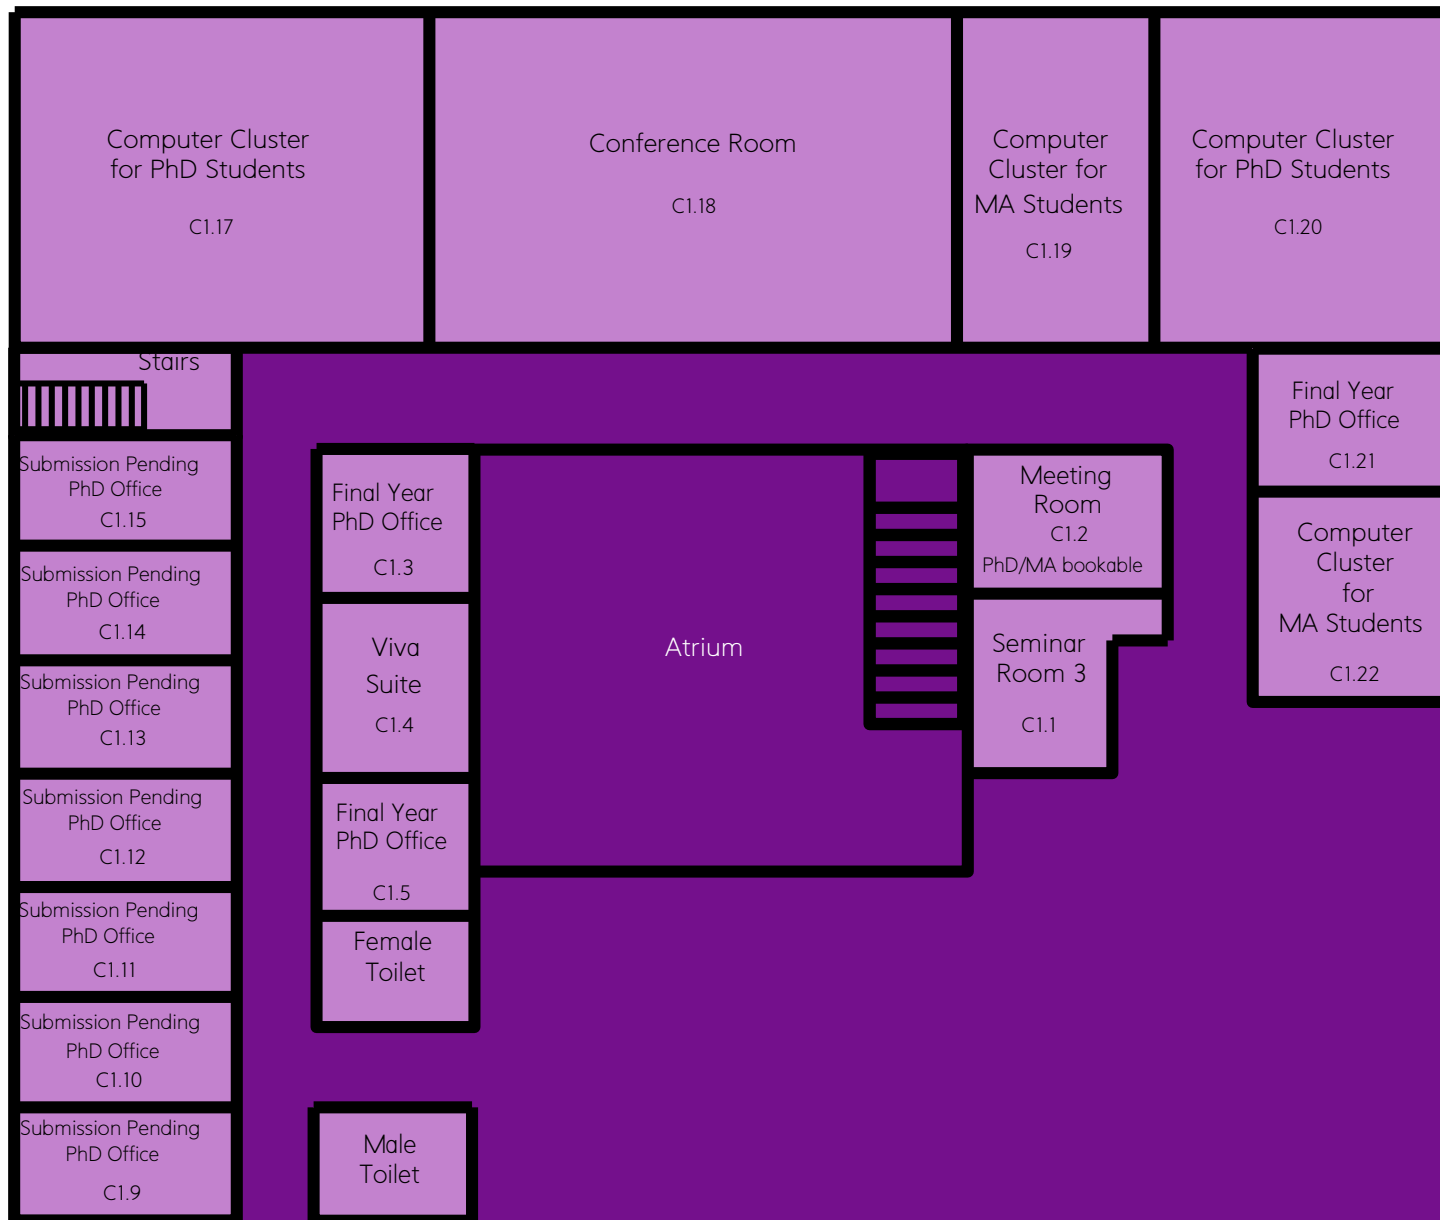 Computer Cluster
for PhD Students
C1.17
Conference Room
C1.18
Computer
Cluster for
MA Students
C1.19
Computer Cluster
for PhD Students
C1.20
Stairs
Submission Pending
PhD Office
C1.15
Submission Pending
PhD Office
C1.14
Submission Pending
PhD Office
C1.13
Submission Pending
PhD Office
C1.12
Submission Pending
PhD Office
C1.11
Submission Pending
PhD Office
C1.10
Submission Pending
PhD Office
C1.9
Final Year
PhD Office
C1.3
Viva
Suite
C1.4
Final Year
PhD Office
C1.5
Female
Toilet
Male
Toilet
Atrium
Meeting
Room
C1.2
PhD/MA bookable
Seminar
Room 3
C1.1
Final Year
PhD Office
C1.21
Computer
Cluster
for
MA Students
C1.22